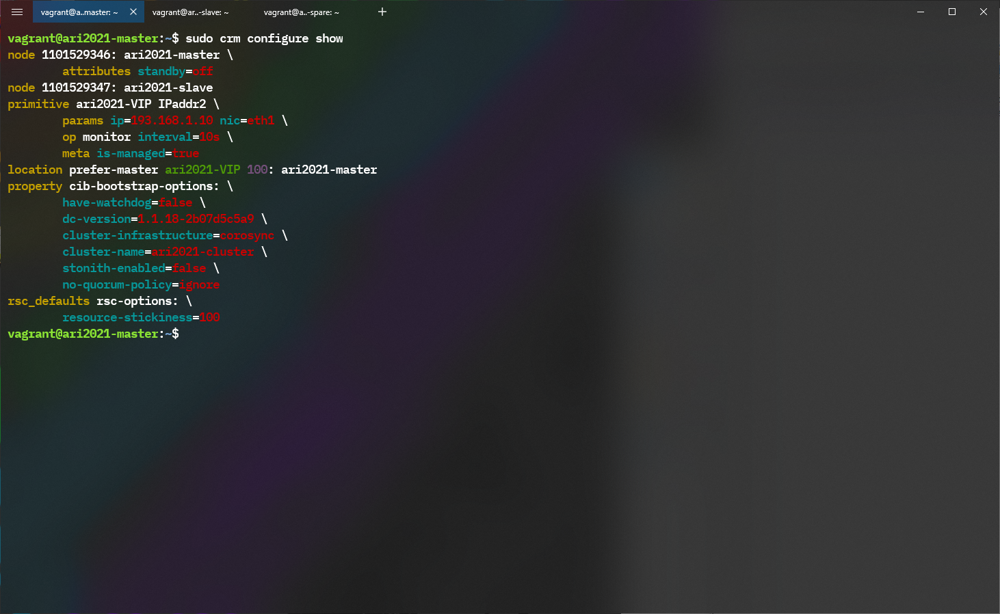 vagrant@a..master: ~
vagrant@ar..-slave: ~
vagrant@a..-spare: ~
vagrant@ari2021-master:~$ sudo crm configure show
node 1101529346: ari2021-master \
        attributes standby=off
node 1101529347: ari2021-slave
primitive ari2021-VIP IPaddr2 \
        params ip=193.168.1.10 nic=eth1 \
        op monitor interval=10s \
        meta is-managed=true
location prefer-master ari2021-VIP 100: ari2021-master
property cib-bootstrap-options: \
        have-watchdog=false \
        dc-version=1.1.18-2b07d5c5a9 \
        cluster-infrastructure=corosync \
        cluster-name=ari2021-cluster \
        stonith-enabled=false \
        no-quorum-policy=ignore
rsc_defaults rsc-options: \
        resource-stickiness=100
vagrant@ari2021-master:~$